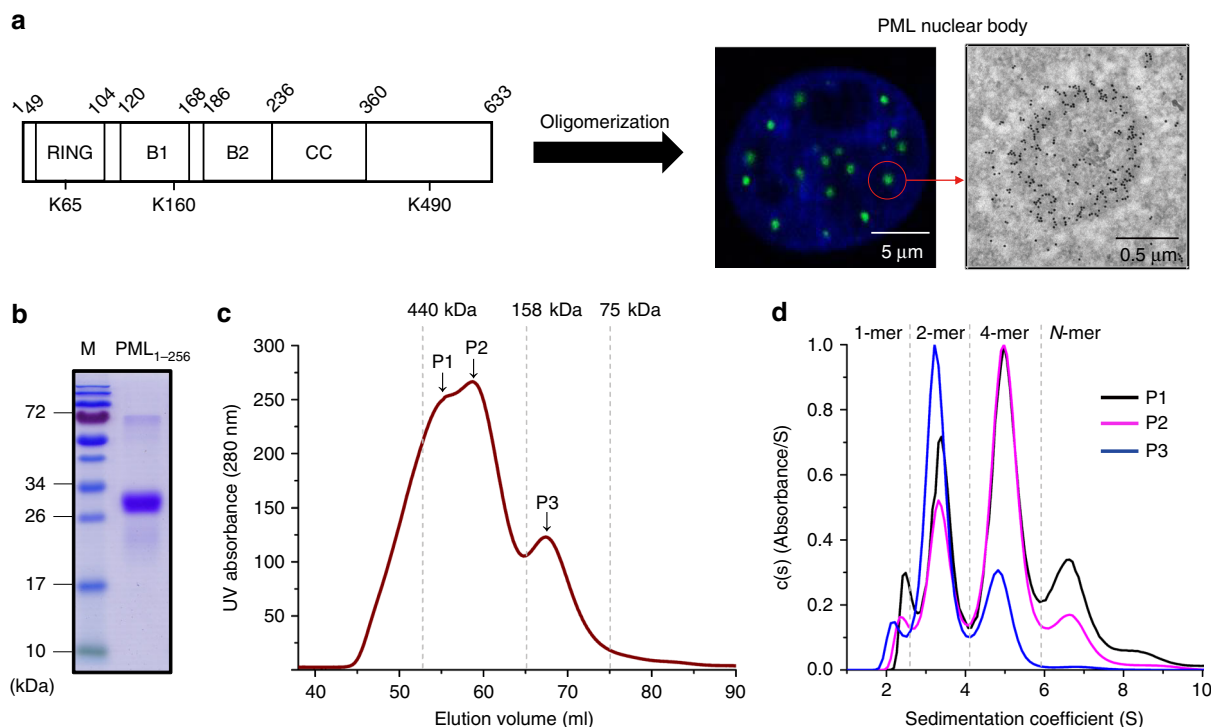 a
PML nuclear body
1 49 104 120 168 186 236 360 633
RING B1 B2 CC
K65 K160 K490
Oligomerization
5 μm
0.5 μm
b
M PML1–256
72
34
26
17
10
(kDa)
c
440 kDa 158 kDa 75 kDa
P1 P2 P3
UV absorbance (280 nm)
300
250
200
150
100
50
40 50 60 70 80 90
Elution volume (ml)
d
1-mer 2-mer 4-mer N-mer
P1
P2
P3
c(s) (Absorbance/S)
1.0
0.8
0.6
0.4
0.2
0.0
2 4 6 8 10
Sedimentation coefficient (S)